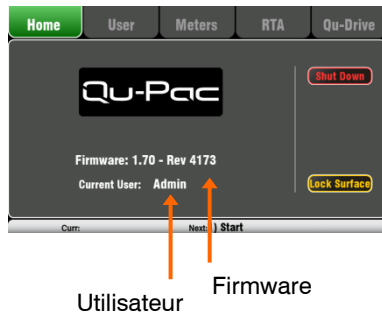 Home User Meters RTA Qu-Drive
Shut Down
Qu-Pac
Firmware: 1.70 - Rev 4173
Current User: Admin
Lock Surface
Curr: Next: ) Start
Firmware
Utilisateur